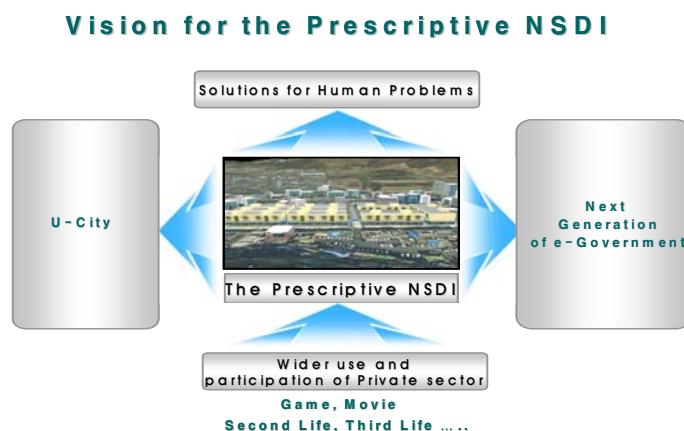 Vision for the Prescriptive NSDI
Solutions for Human Problems
U-City
Next
Generation
of e-Government
The Prescriptive NSDI
Wider use and
participation of Private sector
Game, Movie
Second Life, Third Life .....